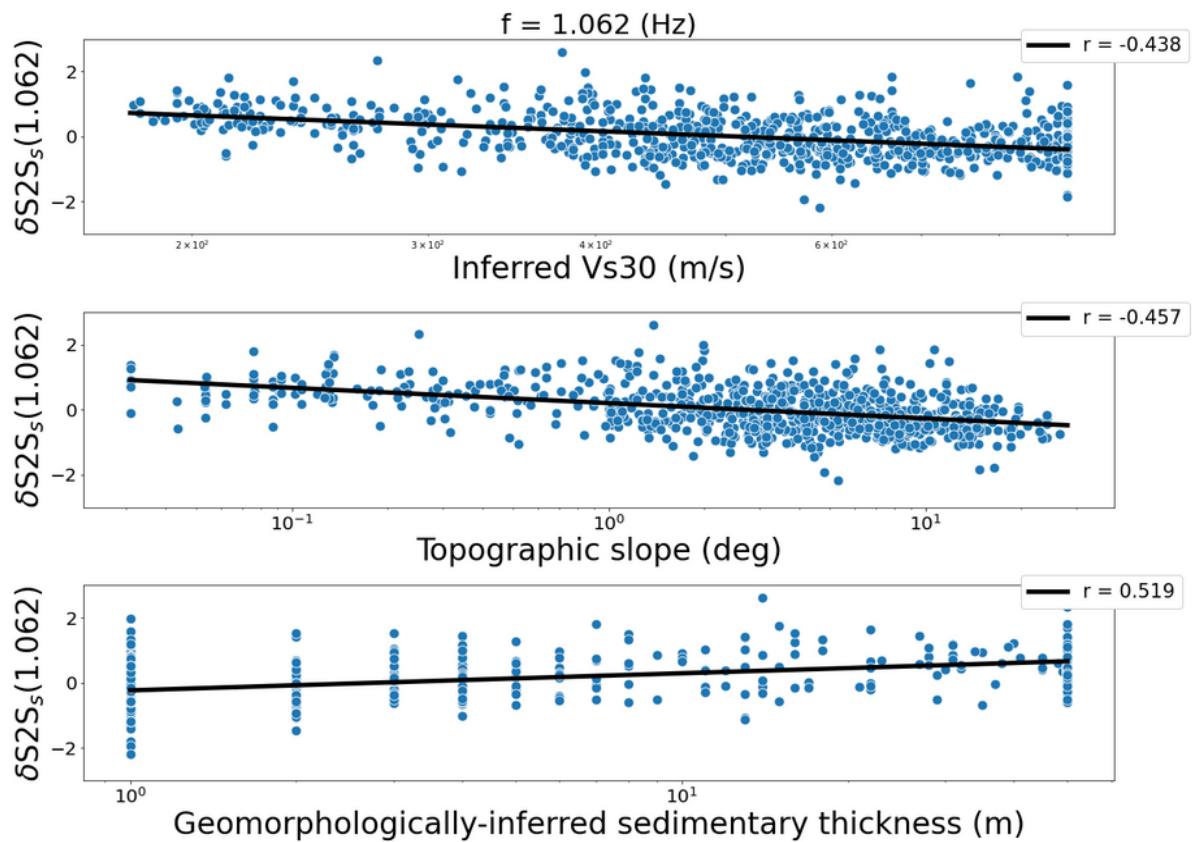 f = 1.062 (Hz)
r = -0.438
δS2Sₛ(1.062)
2
0
−2
2 × 10² 3 × 10² 4 × 10² 6 × 10²
Inferred Vs30 (m/s)
r = -0.457
δS2Sₛ(1.062)
2
0
−2
10⁻¹ 10⁰ 10¹
Topographic slope (deg)
r = 0.519
δS2Sₛ(1.062)
2
0
−2
10⁰ 10¹
Geomorphologically-inferred sedimentary thickness (m)